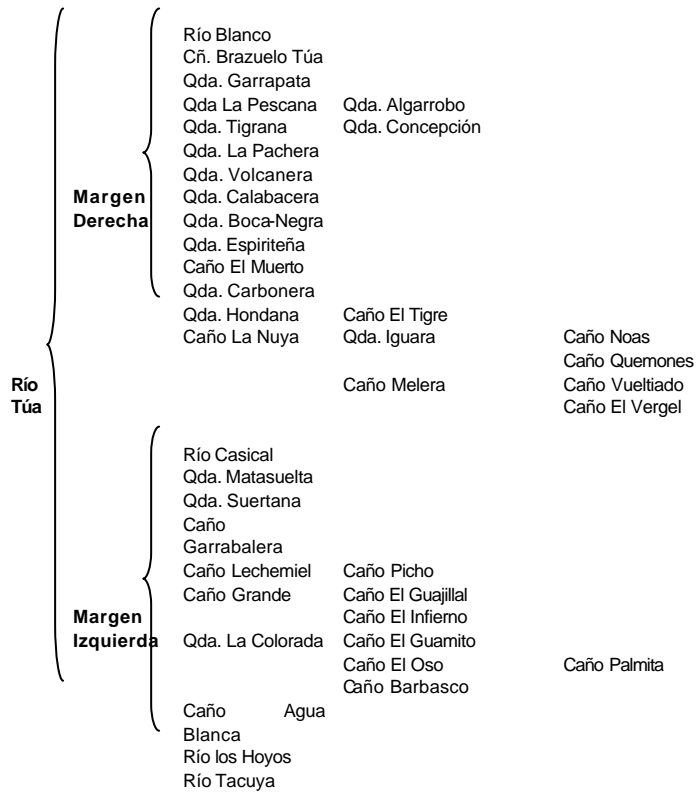 Río Blanco
Cñ. Brazuelo Túa
Qda. Garrapata
Qda La Pescana Qda. Algarrobo
Qda. Tigrana Qda. Concepción
Qda. La Pachera
Qda. Volcanera
Margen Qda. Calabacera
Derecha Qda. Boca-Negra
Qda. Espiriteña
Caño El Muerto
Qda. Carbonera
Qda. Hondana Caño El Tigre
Caño La Nuya Qda. Iguara Caño Noas
Caño Quemones
Río Caño Melera Caño Vueltiado
Túa Caño El Vergel
Río Casical
Qda. Matasuelta
Qda. Suertana
Caño
Garrabalera
Caño Lechemiel Caño Picho
Caño Grande Caño El Guajillal
Margen Caño El Infierno
Izquierda Qda. La Colorada Caño El Guamito
Caño El Oso Caño Palmita
Caño Barbasco
Caño Agua
Blanca
Río los Hoyos
Río Tacuya